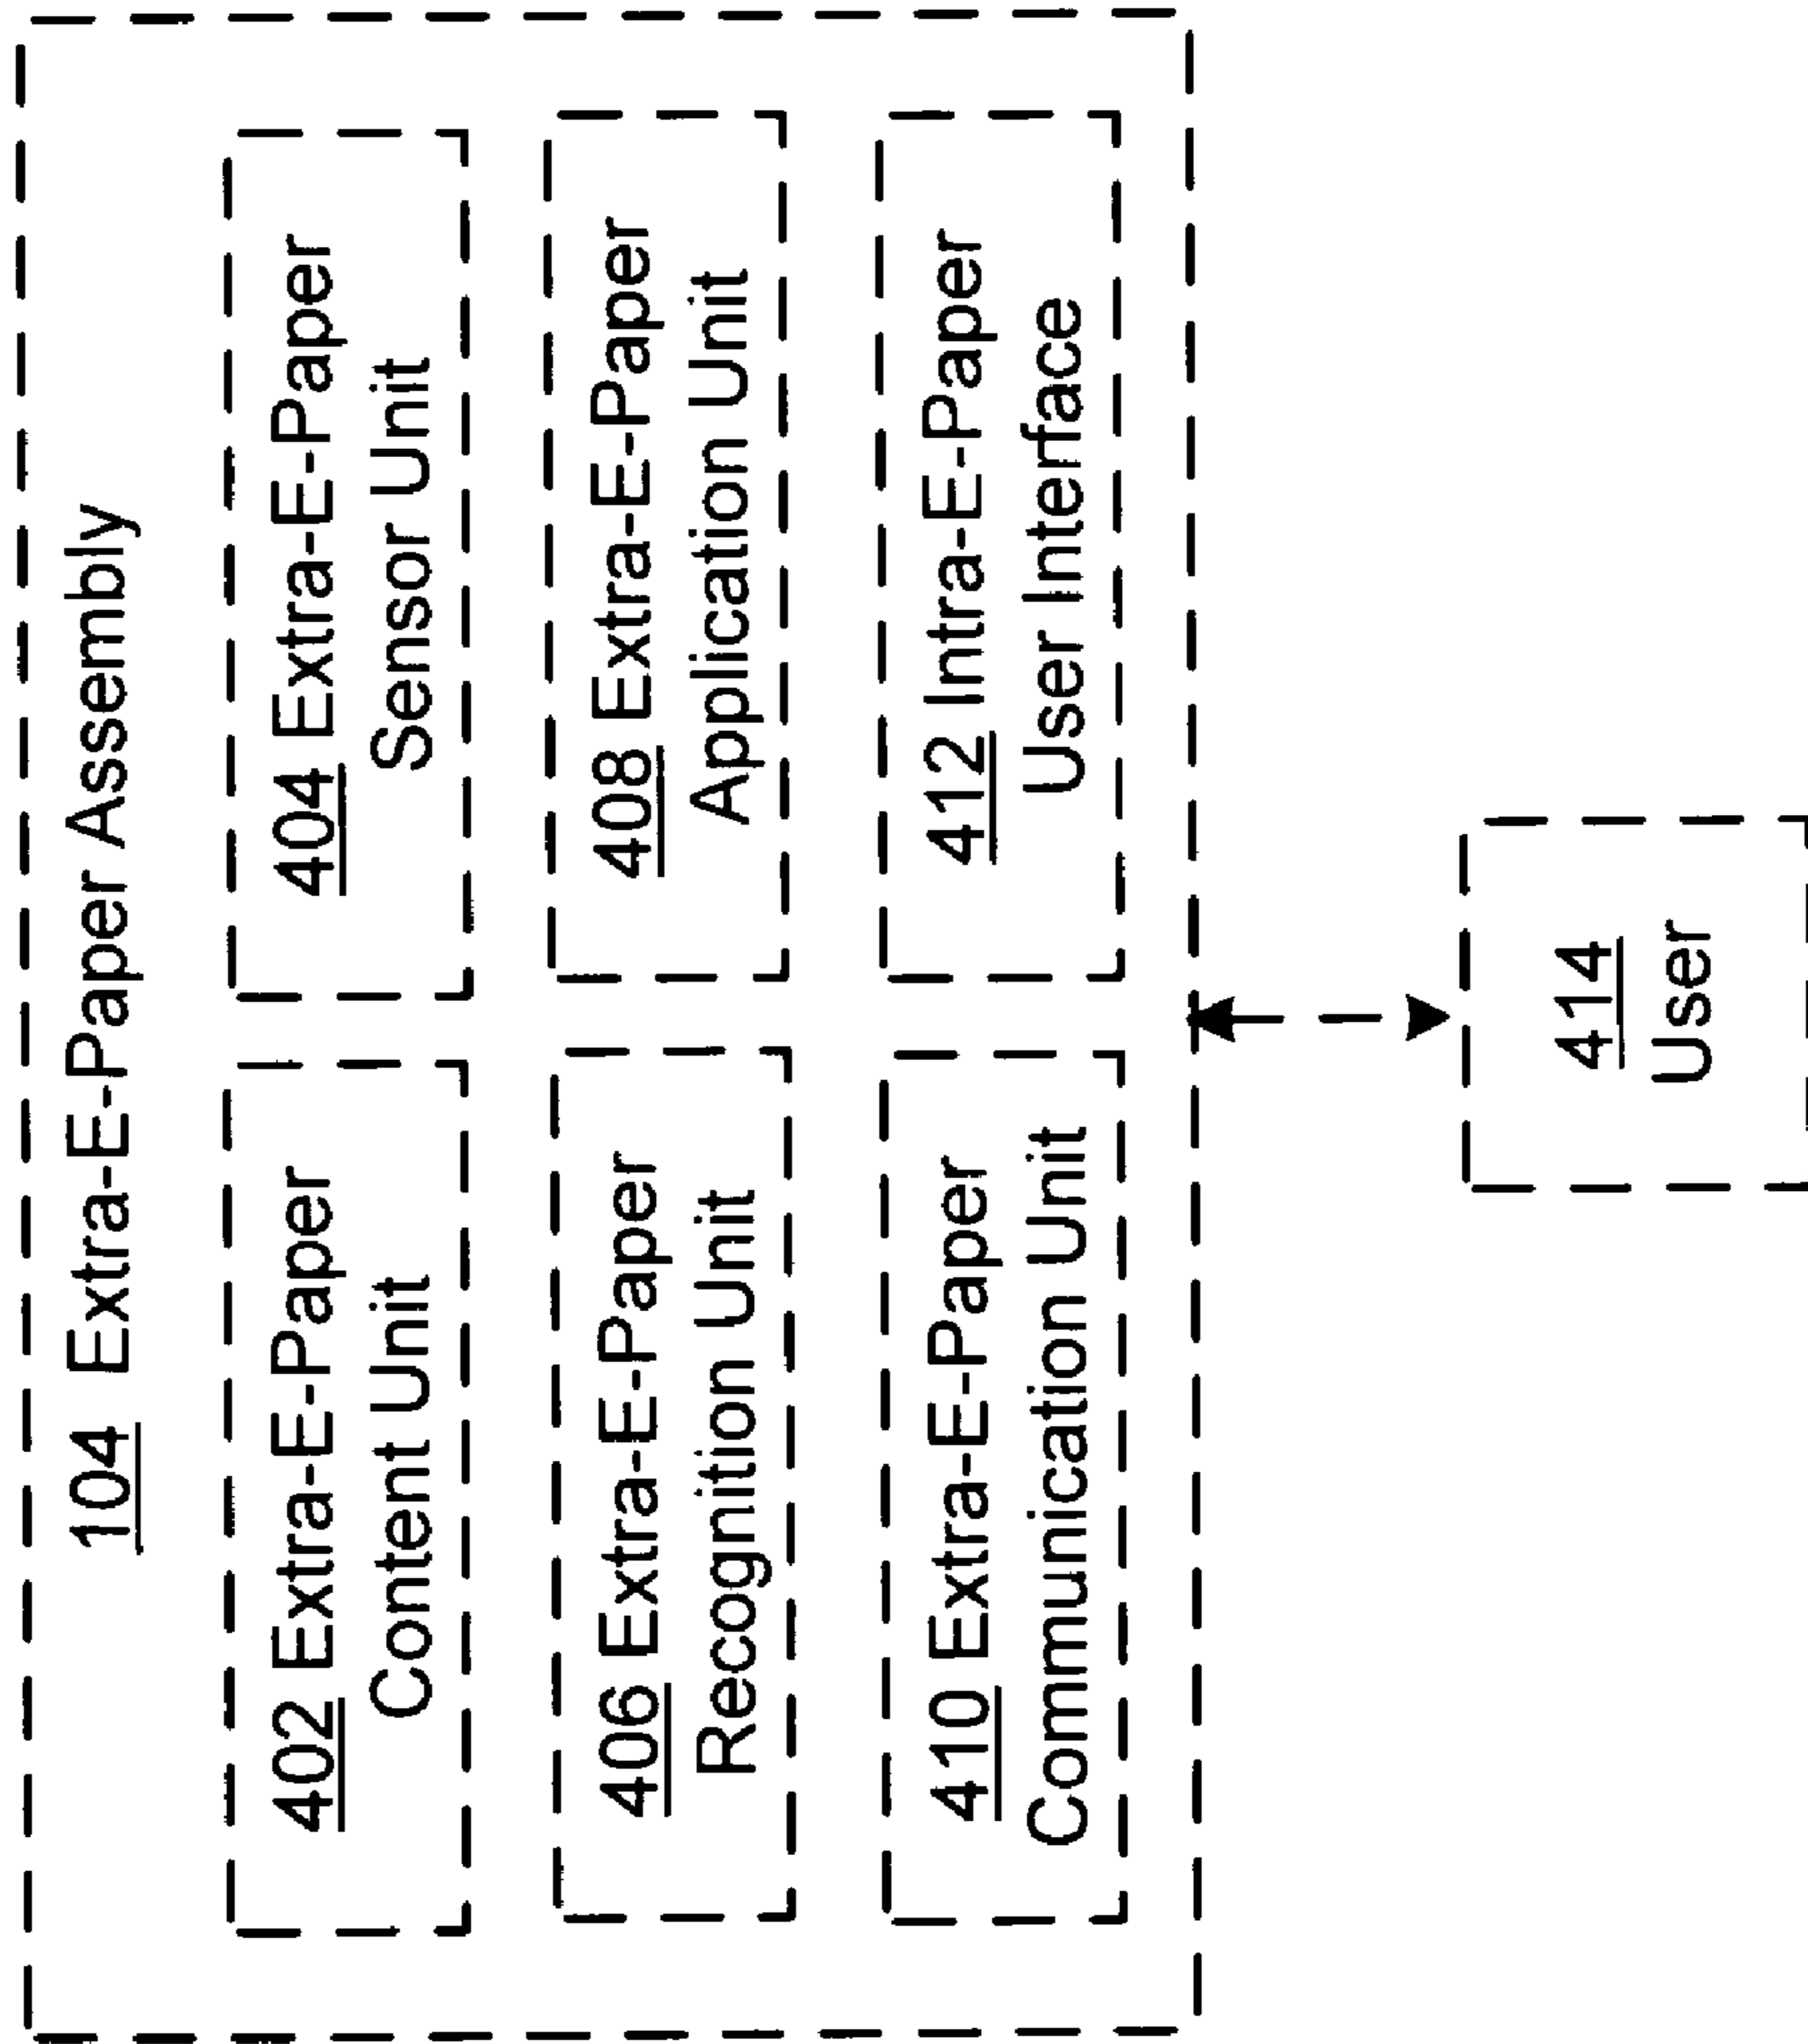 104 Extra-E-Paper Assembly
402 Extra-E-Paper
Content Unit
404 Extra-E-Paper
Sensor Unit
406 Extra-E-Paper
Recognition Unit
408 Extra-E-Paper
Application Unit
410 Extra-E-Paper
Communication Unit
412 Intra-E-Paper
User Interface
414
User